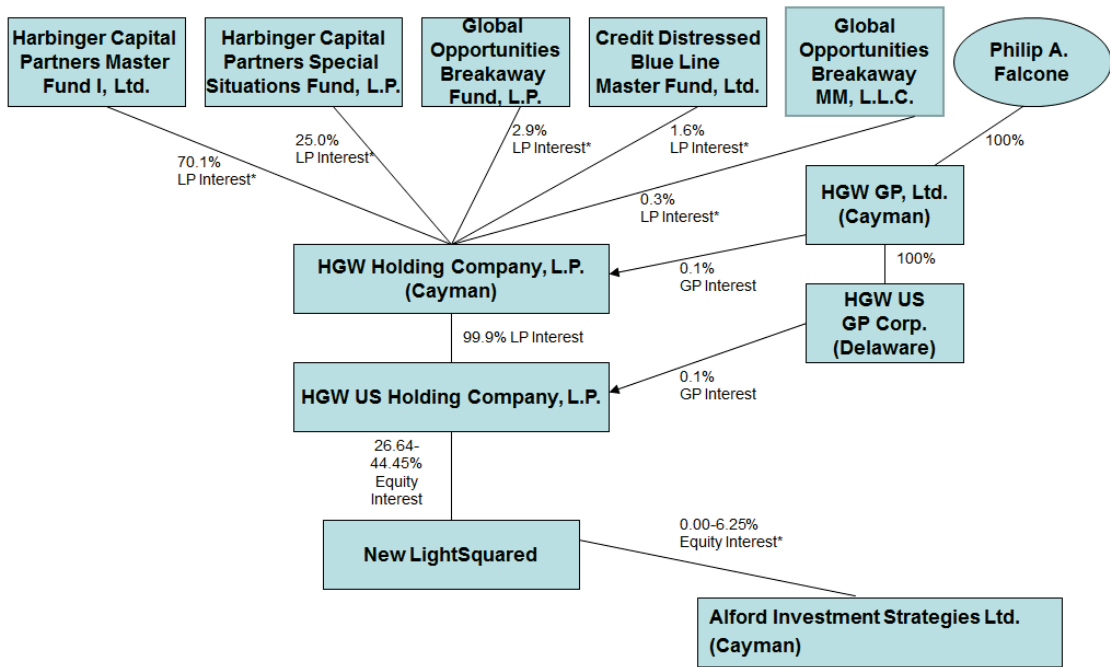 Harbinger Capital
Partners Master
Fund I, Ltd.
Harbinger Capital
Partners Special
Situations Fund, L.P.
Global
Opportunities
Breakaway
Fund, L.P.
Credit Distressed
Blue Line
Master Fund, Ltd.
Global
Opportunities
Breakaway
MM, L.L.C.
Philip A.
Falcone
70.1%
LP Interest*
25.0%
LP Interest*
2.9%
LP Interest*
1.6%
LP Interest*
0.3%
LP Interest*
100%
HGW GP, Ltd.
(Cayman)
HGW Holding Company, L.P.
(Cayman)
0.1%
GP Interest
100%
HGW US
GP Corp.
(Delaware)
99.9% LP Interest
HGW US Holding Company, L.P.
0.1%
GP Interest
26.64-
44.45%
Equity
Interest
New LightSquared
0.00-6.25%
Equity Interest*
Alford Investment Strategies Ltd.
(Cayman)